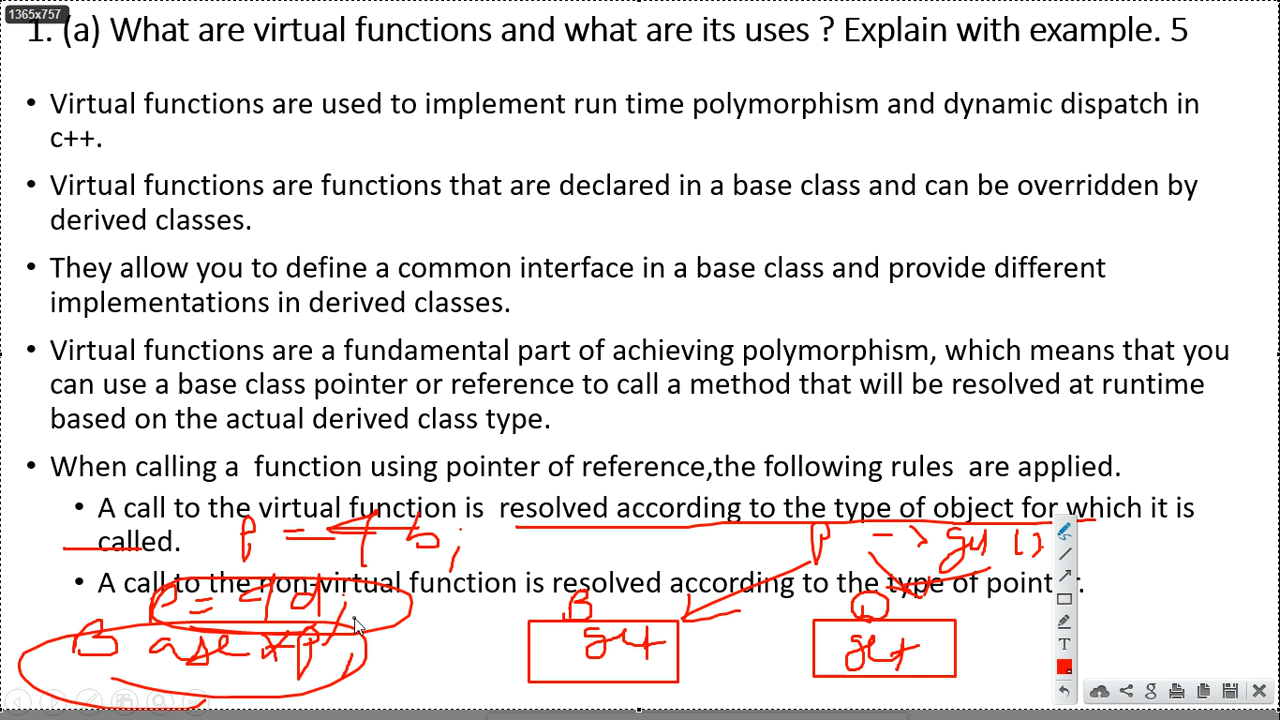 1365x757
1. (a) What are virtual functions and what are its uses ? Explain with example. 5
• Virtual functions are used to implement run time polymorphism and dynamic dispatch in
c++.
• Virtual functions are functions that are declared in a base class and can be overridden by
derived classes.
• They allow you to define a common interface in a base class and provide different
implementations in derived classes.
• Virtual functions are a fundamental part of achieving polymorphism, which means that you
can use a base class pointer or reference to call a method that will be resolved at runtime
based on the actual derived class type.
• When calling a function using pointer of reference,the following rules are applied.
• A call to the virtual function is resolved according to the type of object for which it is
called.
P = 4 b;
P -> get ()
• A call to the non-virtual function is resolved according to the type of pointer.
P = 4 d;
B
D
Base *P;
get
get
T